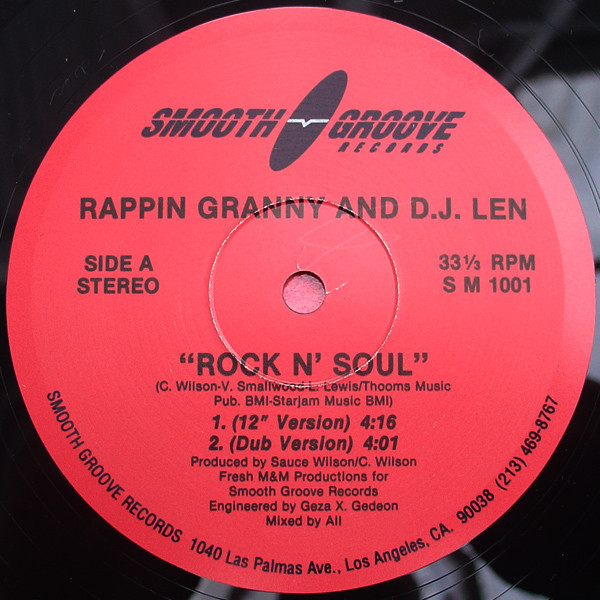 SMOOTH GROOVE
RECORDS
RAPPIN GRANNY AND D.J. LEN
SIDE A
STEREO
33⅓ RPM
S M 1001
“ROCK N’ SOUL”
(C. Wilson-V. Smallwood-L. Lewis/Thooms Music
Pub. BMI-Starjam Music BMI)
1. (12” Version) 4:16
2. (Dub Version) 4:01
Produced by Sauce Wilson/C. Wilson
Fresh M&M Productions for
Smooth Groove Records
Engineered by Geza X. Gedeon
Mixed by All
SMOOTH GROOVE RECORDS 1040 Las Palmas Ave., Los Angeles, CA. 90038 (213) 469-8767